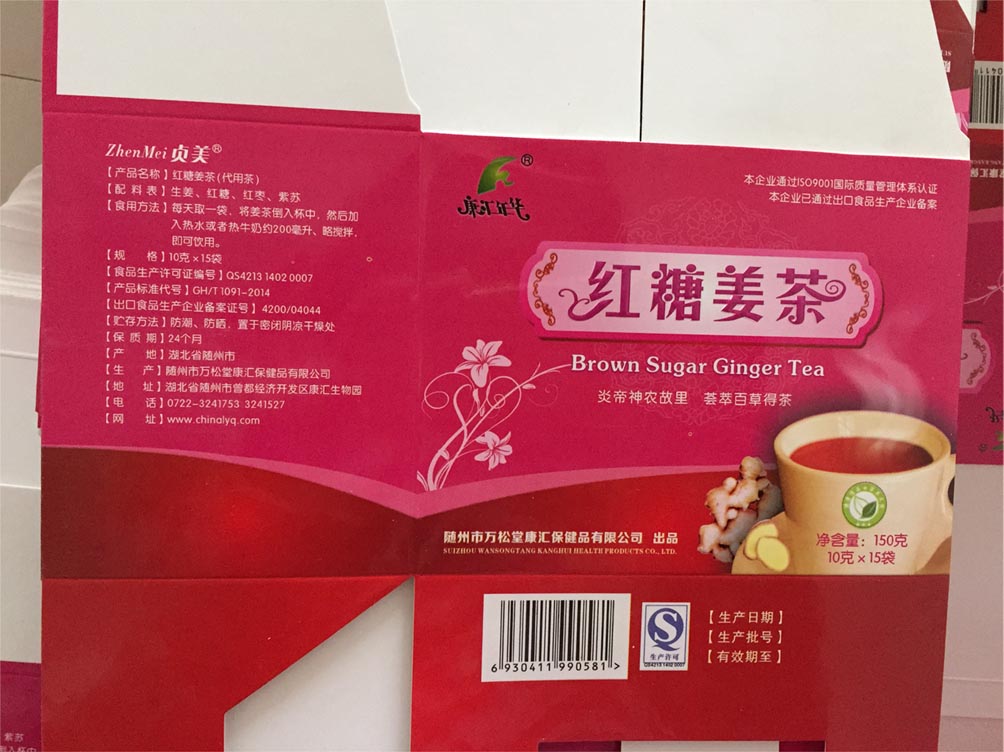 ZhenMei 贞美®
【产品名称】红糖姜茶(代用茶)
【配 料 表】生姜、红糖、红枣、紫苏
【食用方法】每天取一袋，将姜茶倒入杯中，然后加
入热水或者热牛奶约200毫升、略搅拌，
即可饮用。
【规 格】10克×15袋
【食品生产许可证编号】QS4213 1402 0007
【产品标准代号】GH/T 1091-2014
【出口食品生产企业备案证号】4200/04044
【贮存方法】防潮、防晒，置于密闭阴凉干燥处
【保 质 期】24个月
【产 地】湖北省随州市
【生 产】随州市万松堂康汇保健品有限公司
【地 址】湖北省随州市曾都经济开发区康汇生物园
【电 话】0722-3241753 3241527
【网 址】www.chinalyq.com
®
本企业通过ISO9001国际质量管理体系认证
本企业已通过出口食品生产企业备案
红糖姜茶
Brown Sugar Ginger Tea
炎帝神农故里 荟萃百草得茶
随州市万松堂康汇保健品有限公司 出品
SUIZHOU WANSONGTANG KANGHUI HEALTH PRODUCTS CO., LTD.
净含量：150克
10克×15袋
6 930411 990581 >
QS
生产许可
QS4213 1402 0007
【生产日期】
【生产批号】
【有效期至】
紫苏
倒入杯中